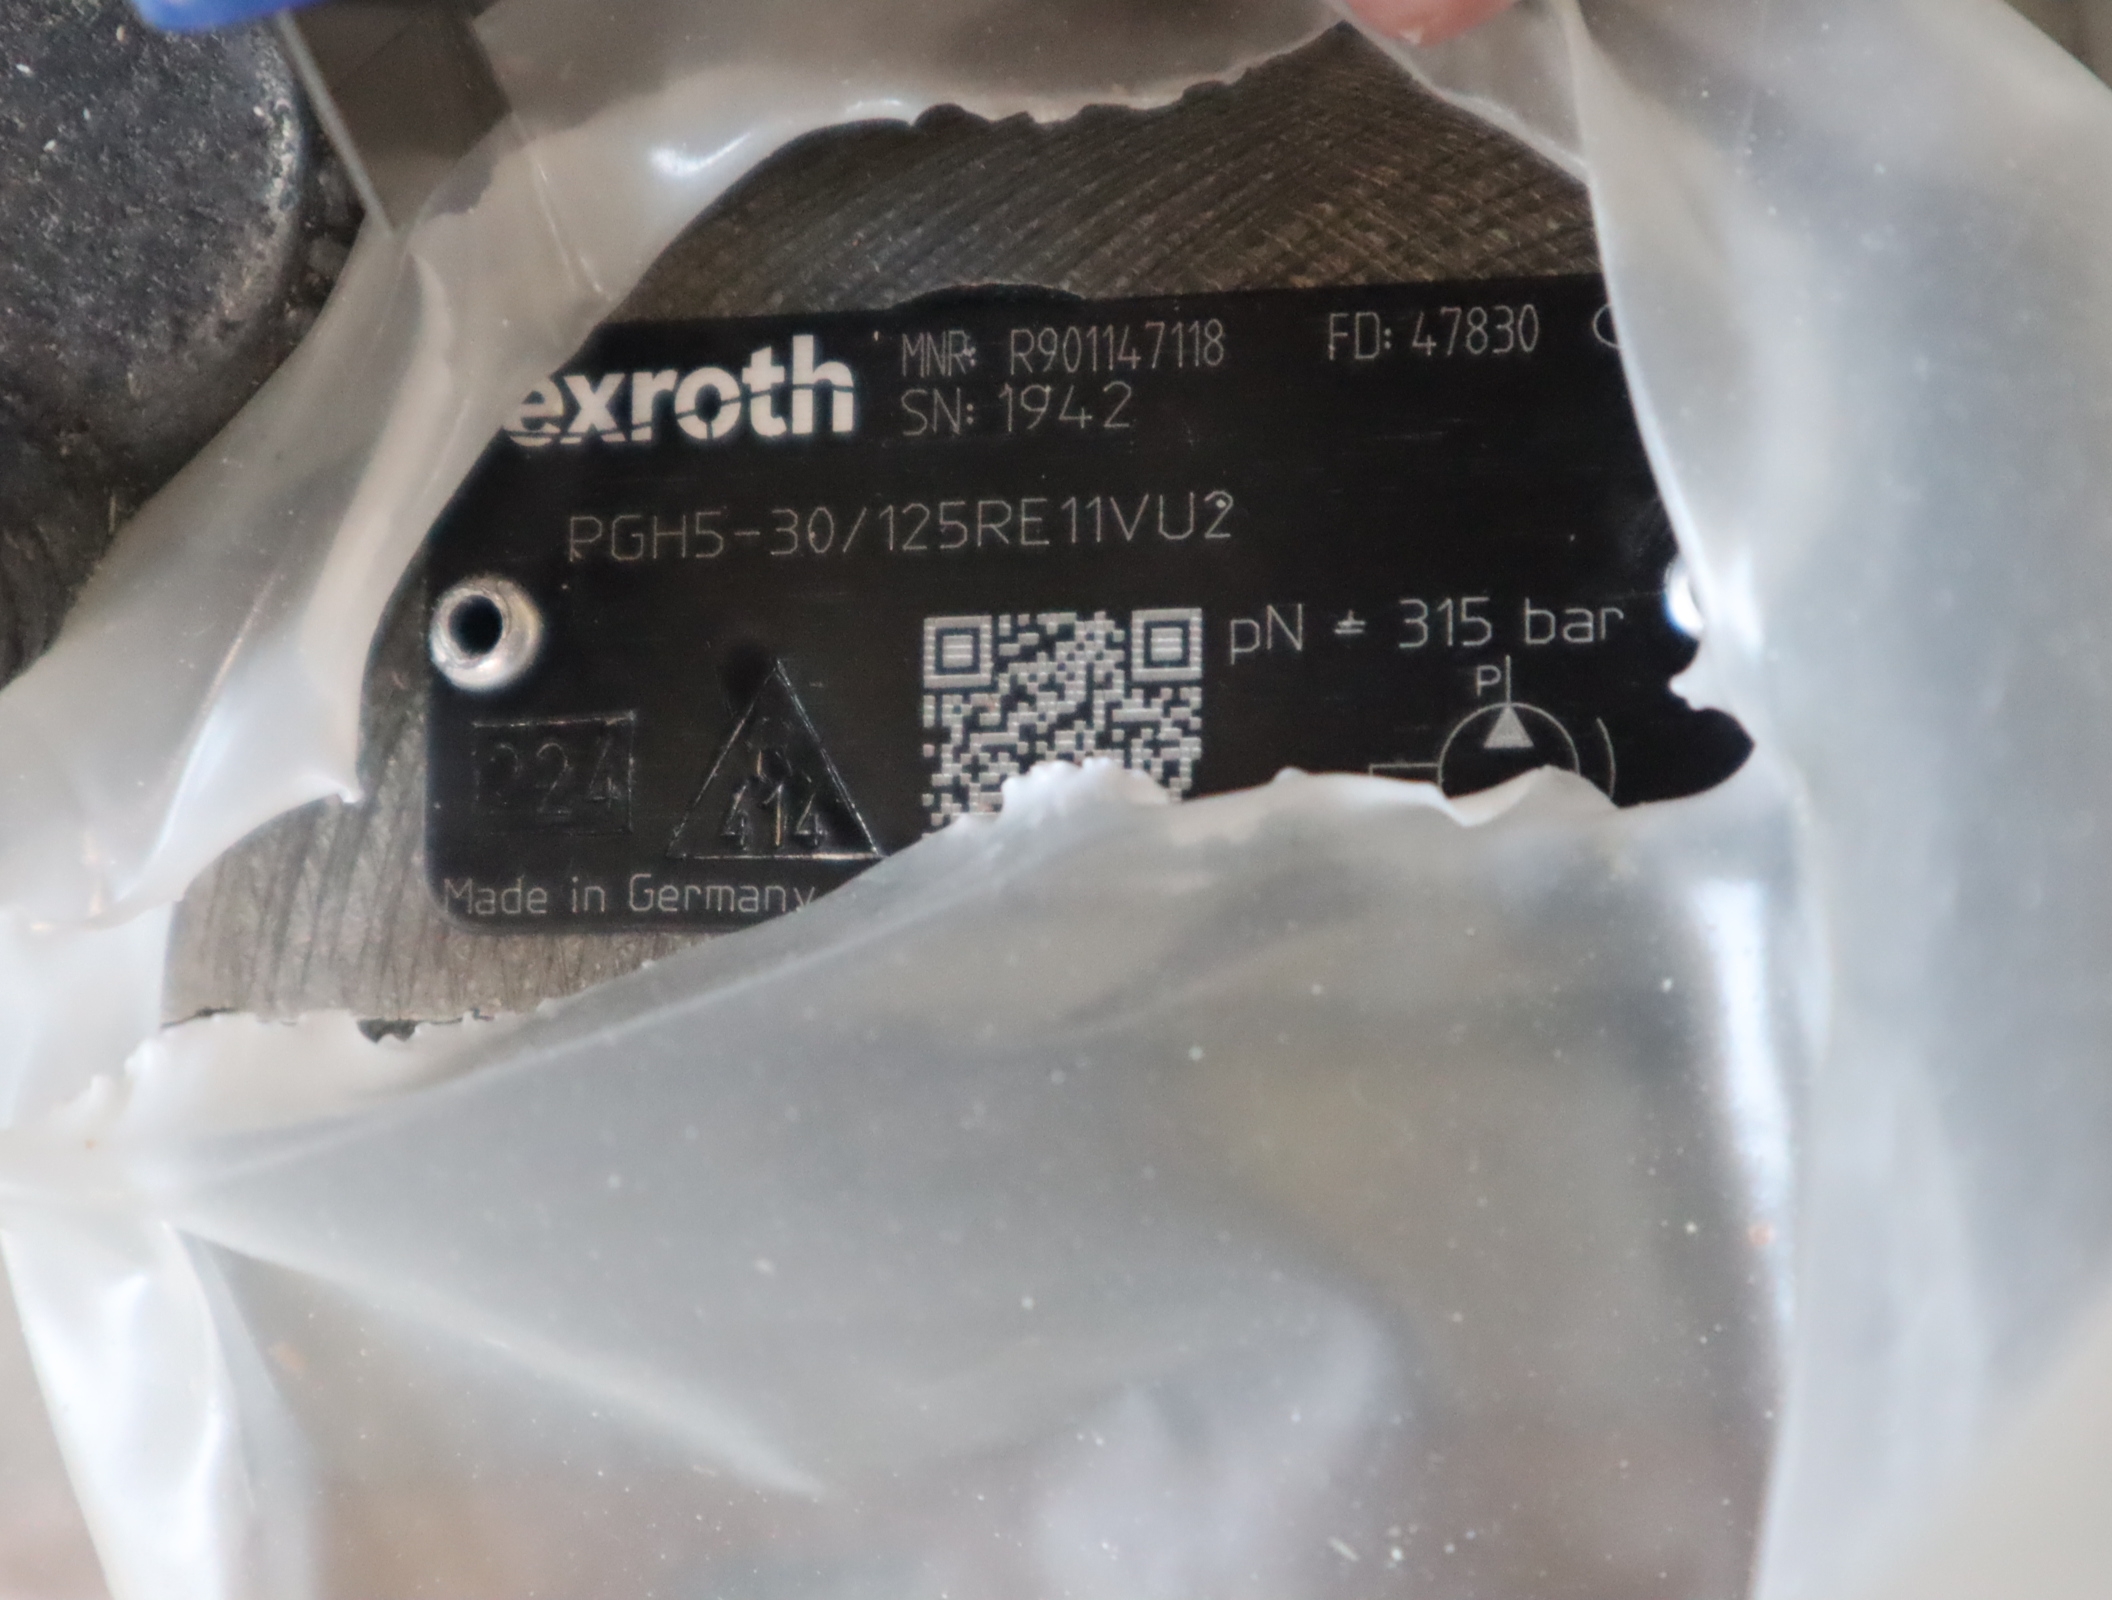 exroth
MNR: R901147118
FD: 47830
SN: 1942
PGH5-30/125RE11VU2
pN = 315 bar
P
224
414
Made in Germany